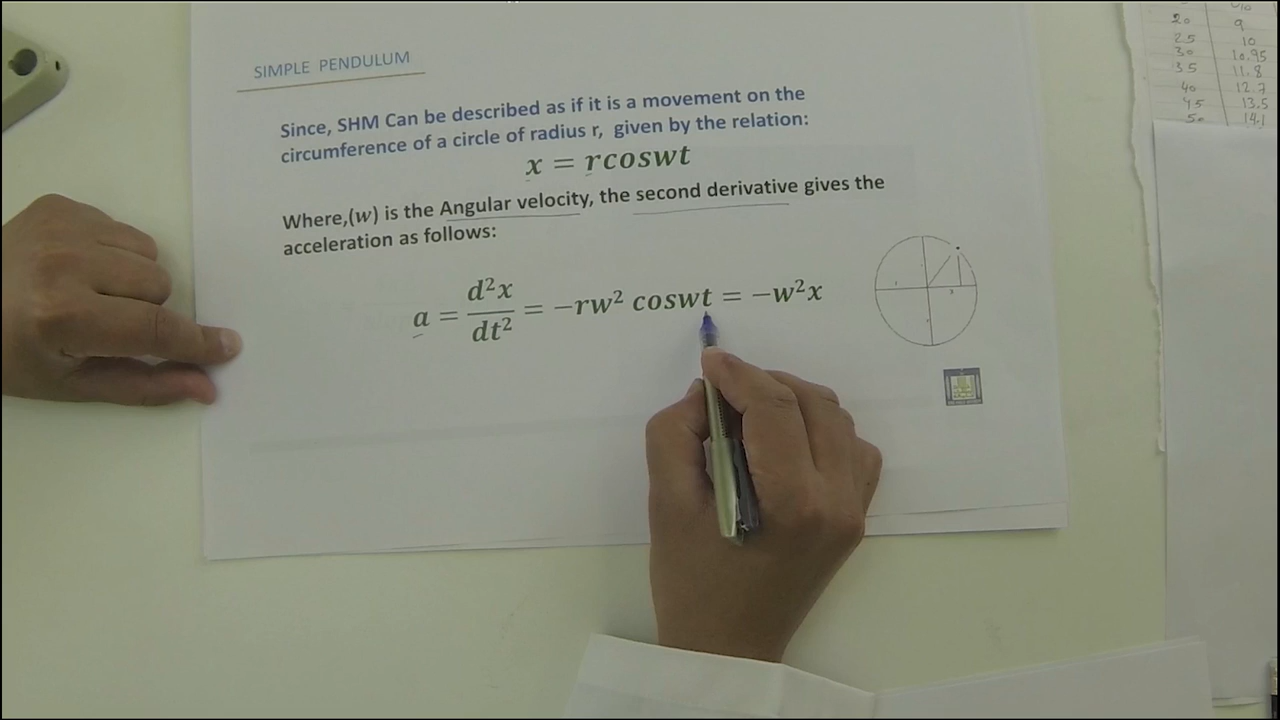 SIMPLE PENDULUM
Since, SHM Can be described as if it is a movement on the
circumference of a circle of radius r, given by the relation:
x = rcoswt
Where,(w) is the Angular velocity, the second derivative gives the
acceleration as follows:
a = d²x/dt² = −rw² coswt = −w²x
20 9
25 10
30 10.95
35 11.8
40 12.7
45 13.5
50 14.1